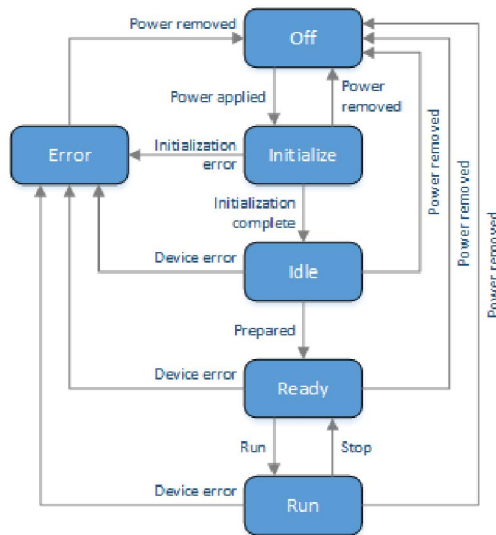 Power removed
Off
Power applied
Power
removed
Error
Initialization
error
Initialize
Initialization
complete
Power removed
Power removed
Power removed
Device error
Idle
Prepared
Device error
Ready
Run
Stop
Device error
Run